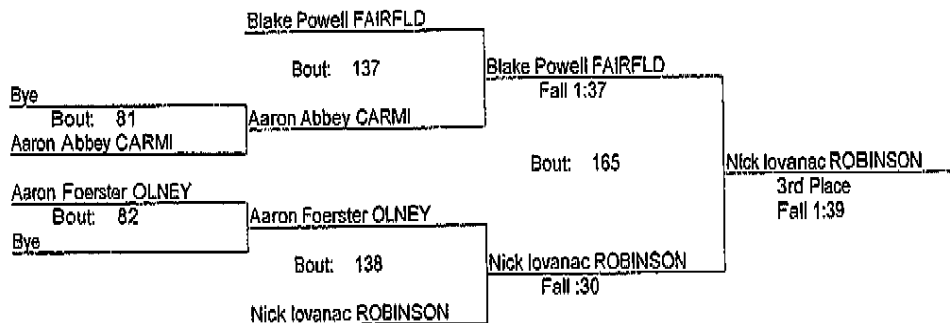 Blake Powell FAIRFLD
Bout: 137
Blake Powell FAIRFLD
Fall 1:37
Bye
Bout: 81
Aaron Abbey CARMI
Aaron Abbey CARMI
Bout: 165
Nick Iovanac ROBINSON
3rd Place
Fall 1:39
Aaron Foerster OLNEY
Bout: 82
Aaron Foerster OLNEY
Bye
Bout: 138
Nick Iovanac ROBINSON
Fall :30
Nick Iovanac ROBINSON